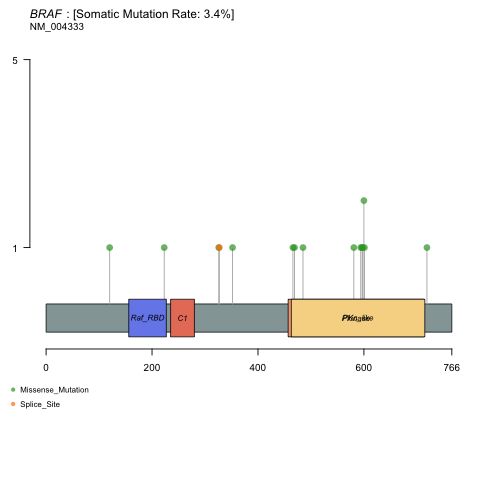 BRAF : [Somatic Mutation Rate: 3.4%]
NM_004333
5
1
Raf_RBD
C1
0
200
400
600
766
Missense_Mutation
Splice_Site